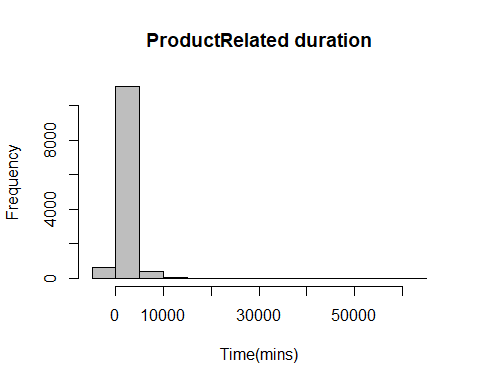 ProductRelated duration
Frequency
8000
4000
0
0 10000 30000 50000
Time(mins)